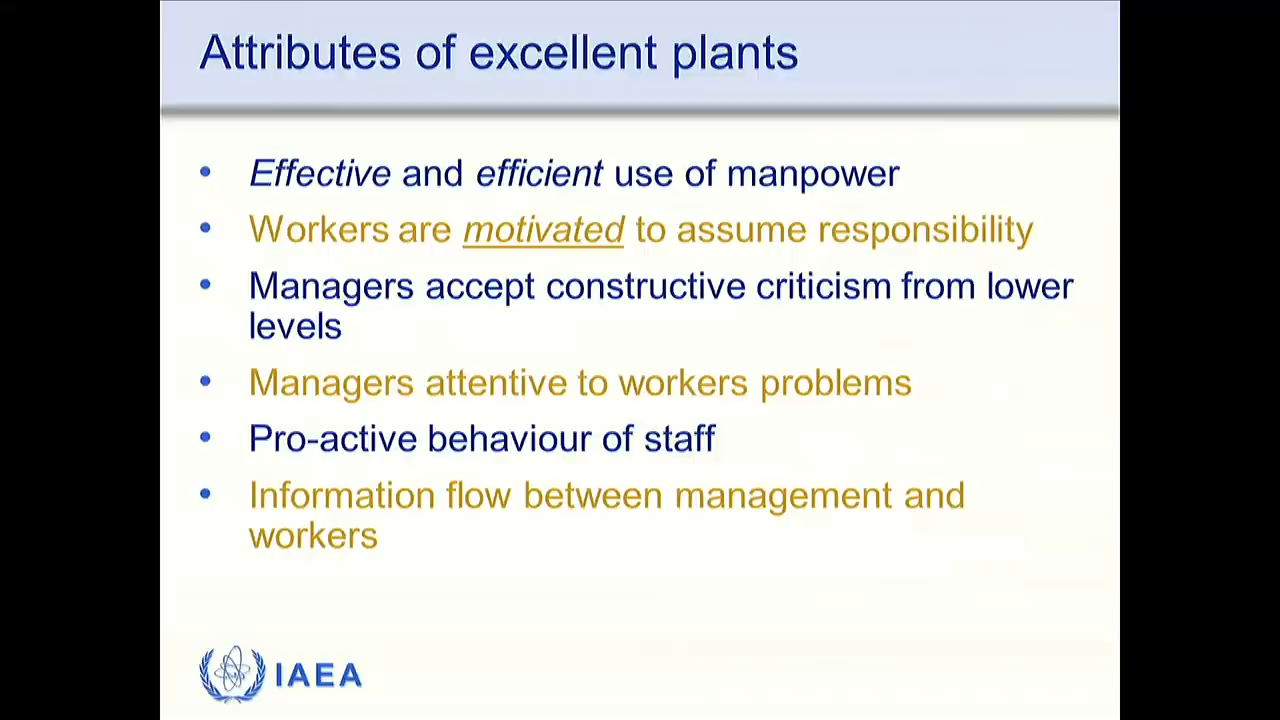 Attributes of excellent plants
• Effective and efficient use of manpower
• Workers are motivated to assume responsibility
• Managers accept constructive criticism from lower
levels
• Managers attentive to workers problems
• Pro-active behaviour of staff
• Information flow between management and
workers
IAEA